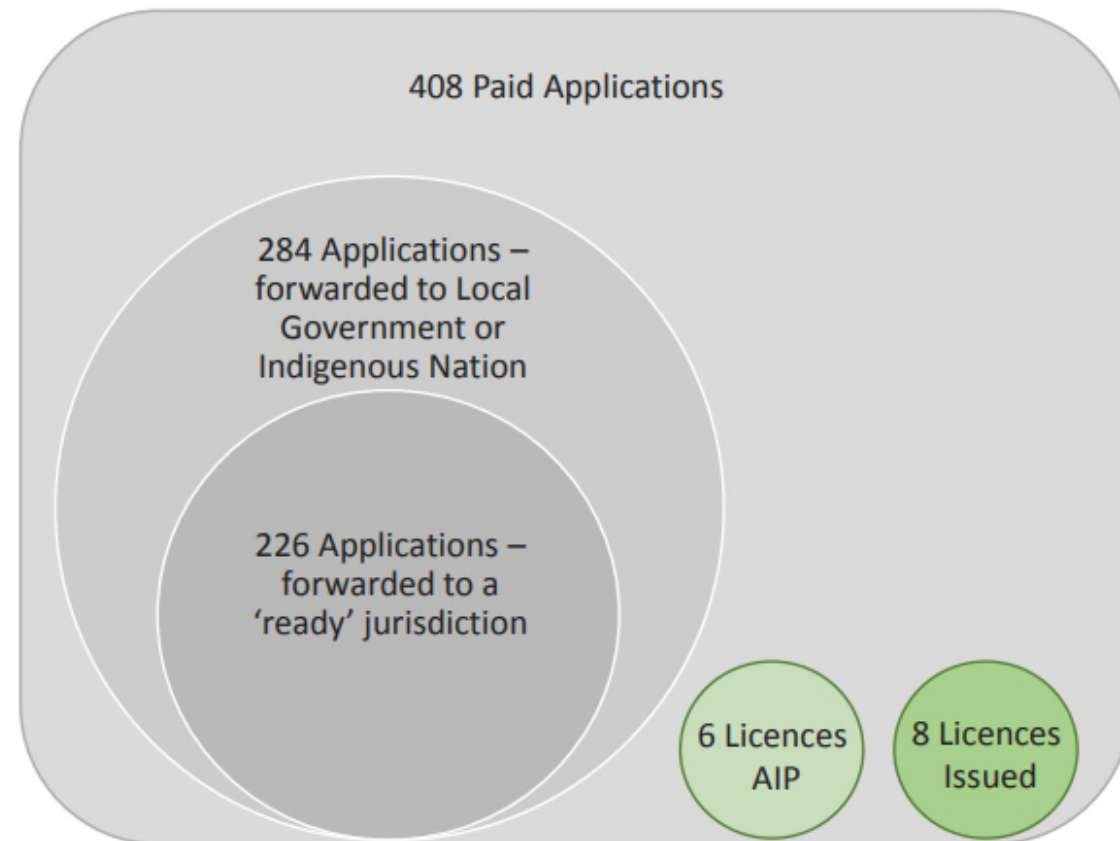 408 Paid Applications
284 Applications –
forwarded to Local
Government or
Indigenous Nation
226 Applications –
forwarded to a
‘ready’ jurisdiction
6 Licences
AIP
8 Licences
Issued